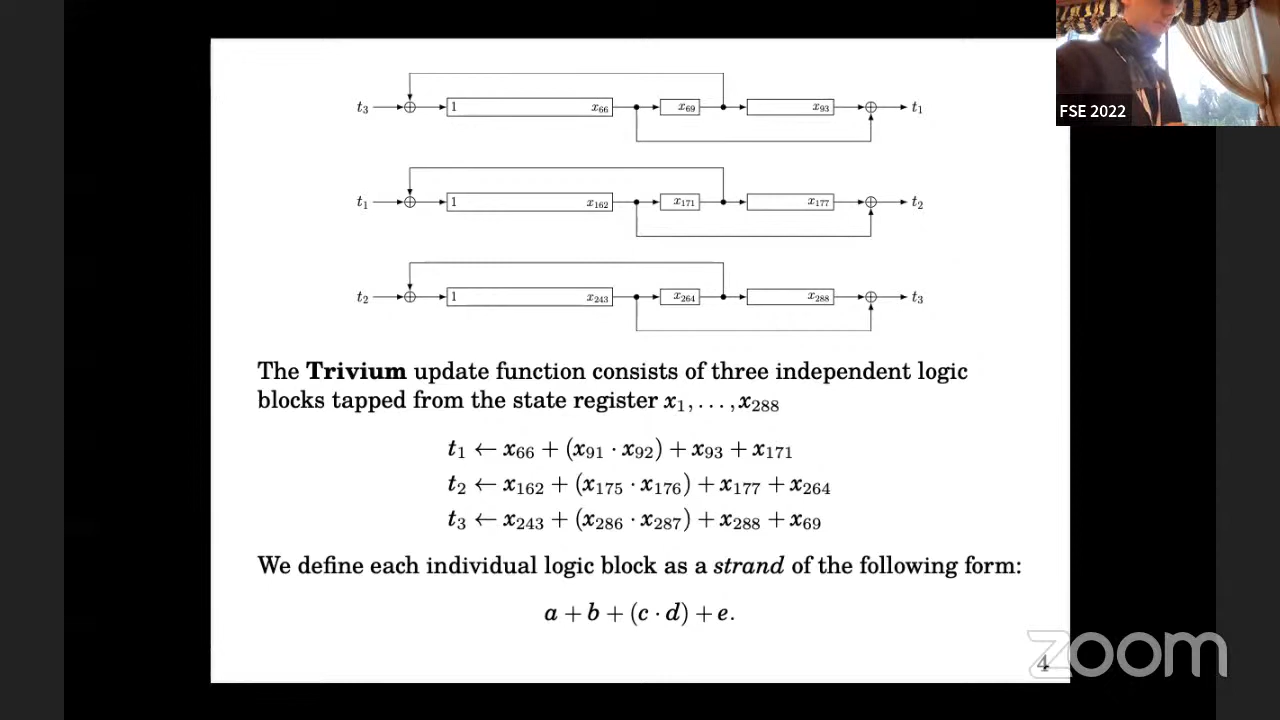 t₃ ⊕ 1 x₆₆ x₆₉ x₉₃ ⊕ t₁
FSE 2022
t₁ ⊕ 1 x₁₆₂ x₁₇₁ x₁₇₇ ⊕ t₂
t₂ ⊕ 1 x₂₄₃ x₂₆₄ x₂₈₈ ⊕ t₃
The Trivium update function consists of three independent logic
blocks tapped from the state register x₁, . . . , x₂₈₈
t₁ ← x₆₆ + (x₉₁ · x₉₂) + x₉₃ + x₁₇₁
t₂ ← x₁₆₂ + (x₁₇₅ · x₁₇₆) + x₁₇₇ + x₂₆₄
t₃ ← x₂₄₃ + (x₂₈₆ · x₂₈₇) + x₂₈₈ + x₆₉
We define each individual logic block as a strand of the following form:
a + b + (c · d) + e.
4
zoom